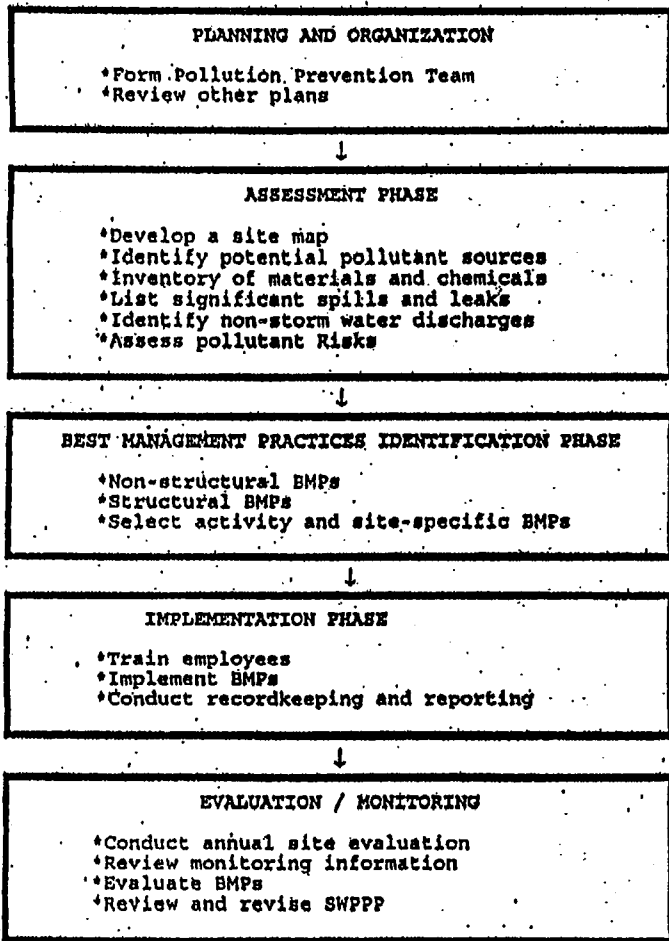 PLANNING AND ORGANIZATION
*Form Pollution Prevention Team
*Review other plans
↓
ASSESSMENT PHASE
*Develop a site map
*Identify potential pollutant sources
*Inventory of materials and chemicals
*List significant spills and leaks
*Identify non-storm water discharges
*Assess pollutant Risks
↓
BEST MANAGEMENT PRACTICES IDENTIFICATION PHASE
*Non-structural BMPs
*Structural BMPs
*Select activity and site-specific BMPs
↓
IMPLEMENTATION PHASE
*Train employees
*Implement BMPs
*Conduct recordkeeping and reporting
↓
EVALUATION / MONITORING
*Conduct annual site evaluation
*Review monitoring information
*Evaluate BMPs
*Review and revise SWPPP